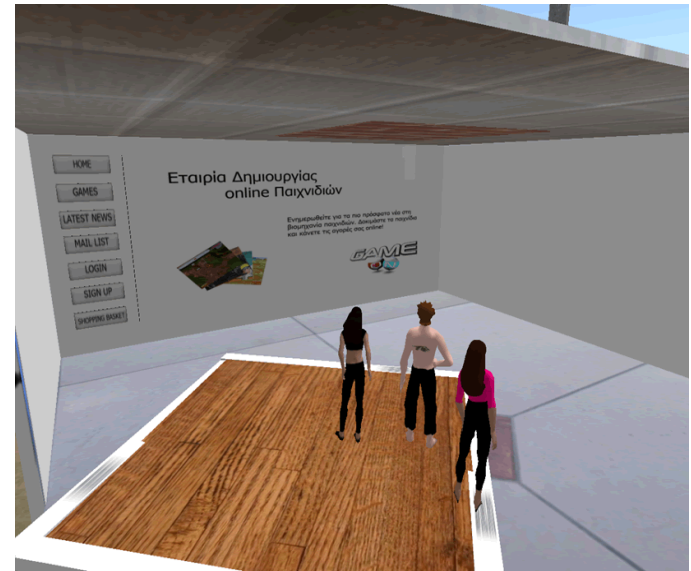 HOME
GAMES
LATEST NEWS
MAIL LIST
LOGIN
SIGN UP
SHOPPING BASKET
Εταιρία Δημιουργίας
online Παιχνιδιών
Ενημερωθείτε για τα πιο πρόσφατα νέα στη
βιομηχανία παιχνιδιών. Δοκιμάστε τα παιχνίδια
και κάνετε τις αγορές σας online!
GAME